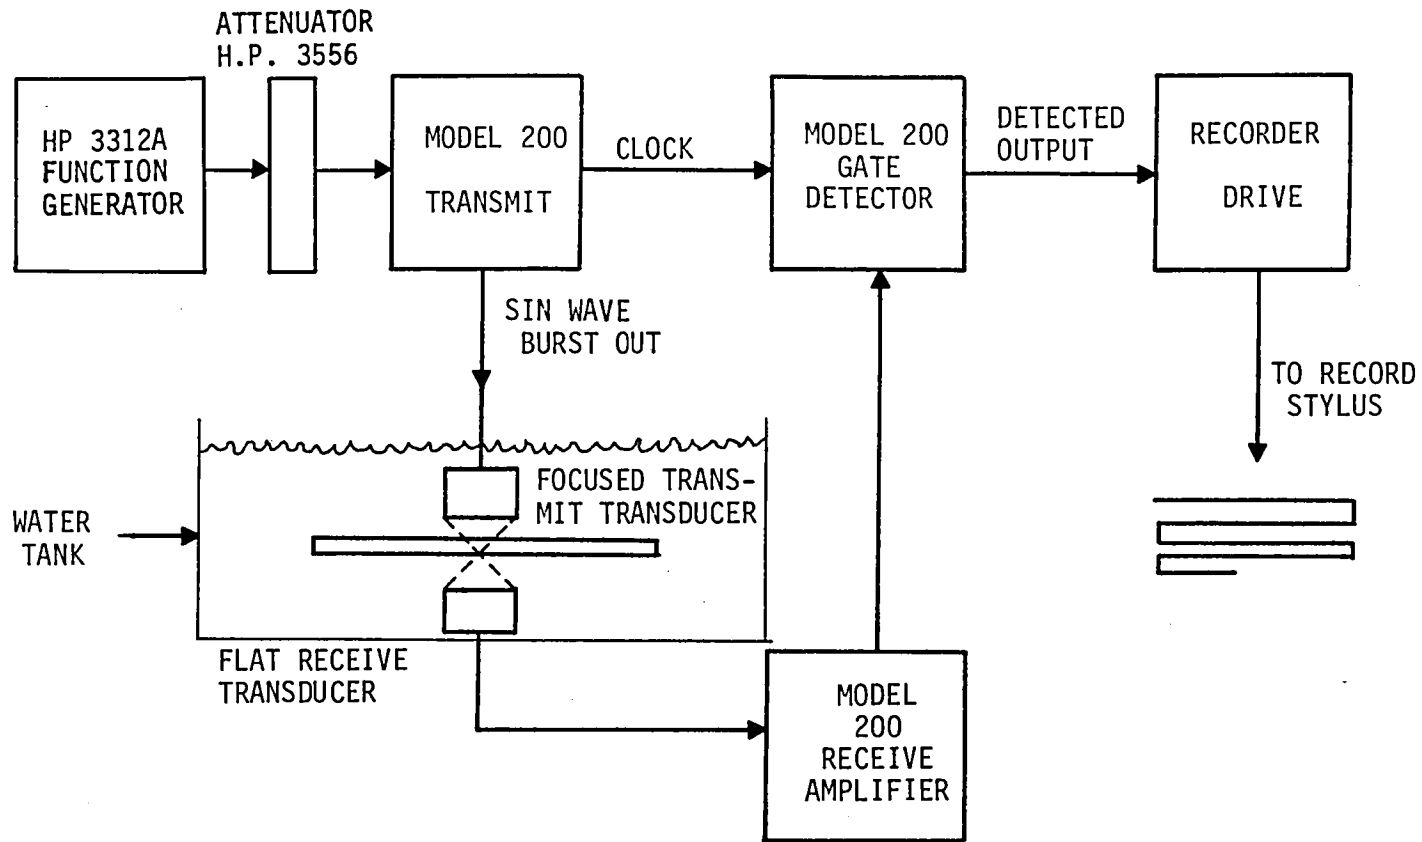 ATTENUATOR
H.P. 3556
HP 3312A
FUNCTION
GENERATOR
MODEL 200
TRANSMIT
CLOCK
MODEL 200
GATE
DETECTOR
DETECTED
OUTPUT
RECORDER
DRIVE
SIN WAVE
BURST OUT
TO RECORD
STYLUS
FOCUSED TRANS-
MIT TRANSDUCER
WATER
TANK
FLAT RECEIVE
TRANSDUCER
MODEL
200
RECEIVE
AMPLIFIER